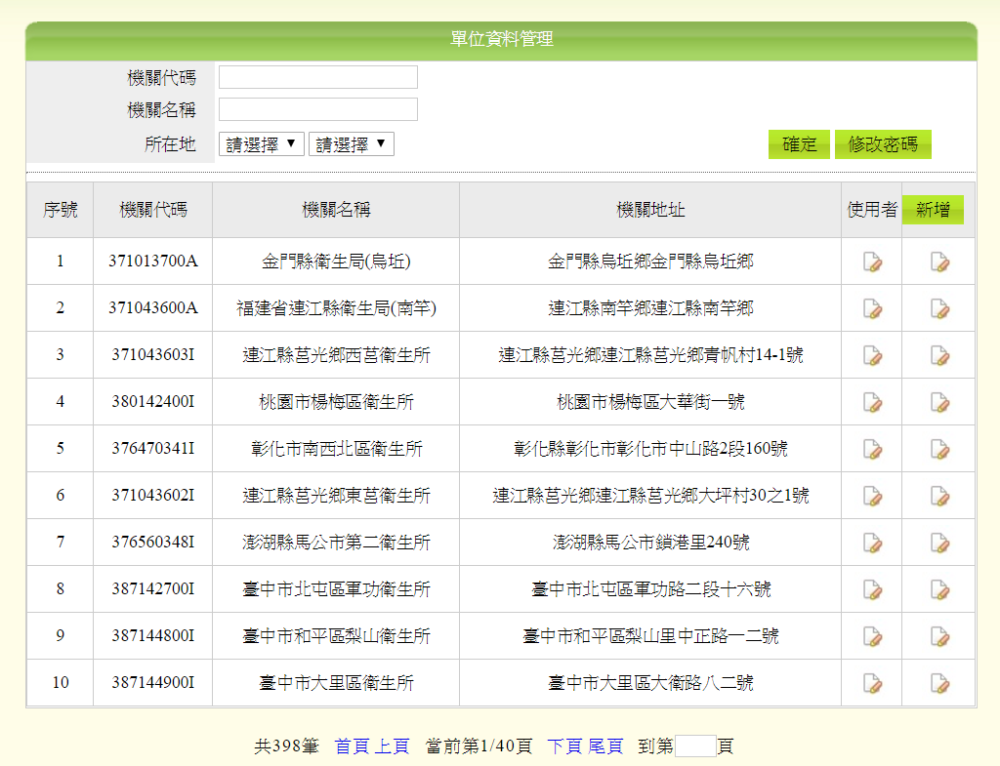 單位資料管理
機關代碼
機關名稱
所在地 請選擇 請選擇 確定 修改密碼
序號 機關代碼 機關名稱 機關地址 使用者 新增
1 371013700A 金門縣衛生局(烏坵) 金門縣烏坵鄉金門縣烏坵鄉
2 371043600A 福建省連江縣衛生局(南竿) 連江縣南竿鄉連江縣南竿鄉
3 371043603I 連江縣莒光鄉西莒衛生所 連江縣莒光鄉連江縣莒光鄉青帆村14-1號
4 380142400I 桃園市楊梅區衛生所 桃園市楊梅區大華街一號
5 376470341I 彰化市南西北區衛生所 彰化縣彰化市彰化市中山路2段160號
6 371043602I 連江縣莒光鄉東莒衛生所 連江縣莒光鄉連江縣莒光鄉大坪村30之1號
7 376560348I 澎湖縣馬公市第二衛生所 澎湖縣馬公市鎖港里240號
8 387142700I 臺中市北屯區軍功衛生所 臺中市北屯區軍功路二段十六號
9 387144800I 臺中市和平區梨山衛生所 臺中市和平區梨山里中正路一二號
10 387144900I 臺中市大里區衛生所 臺中市大里區大衛路八二號
共398筆 首頁 上頁 當前第1/40頁 下頁 尾頁 到第 頁